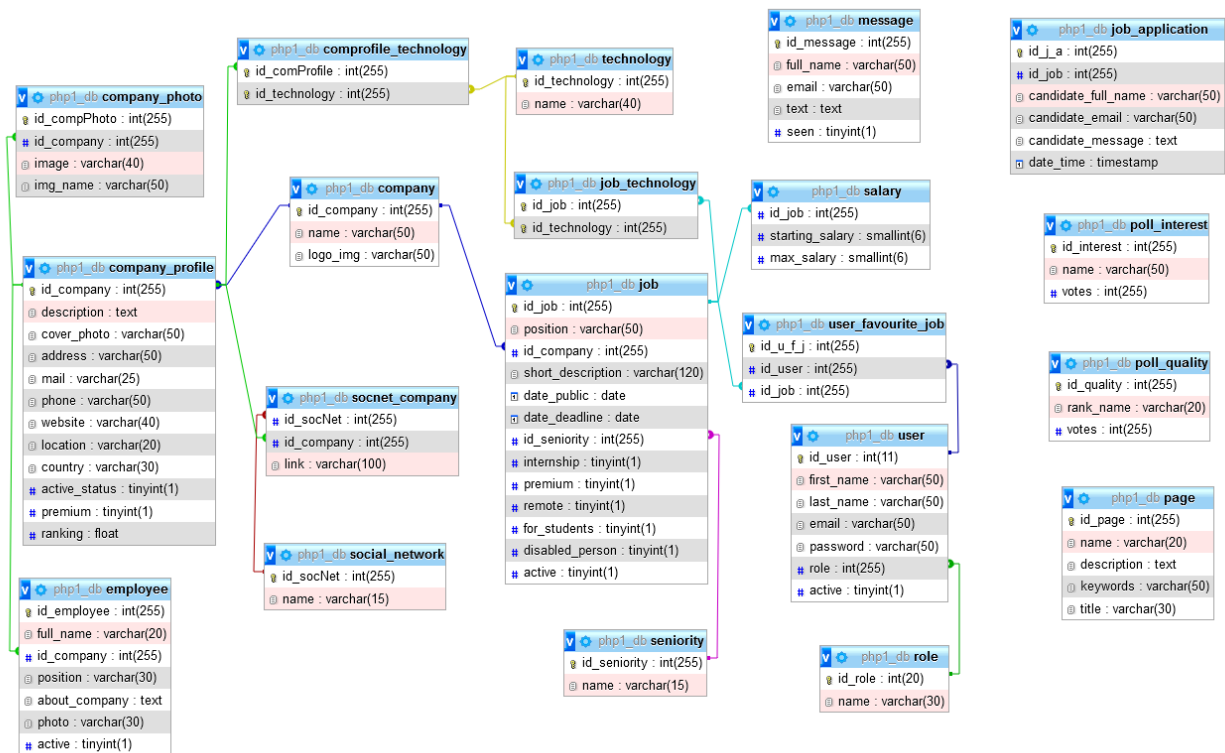 php1_db company_photo
id_compPhoto : int(255)
id_company : int(255)
image : varchar(40)
img_name : varchar(50)
php1_db comprofile_technology
id_comProfile : int(255)
id_technology : int(255)
php1_db technology
id_technology : int(255)
name : varchar(40)
php1_db message
id_message : int(255)
full_name : varchar(50)
email : varchar(50)
text : text
seen : tinyint(1)
php1_db job_application
id_j_a : int(255)
id_job : int(255)
candidate_full_name : varchar(50)
candidate_email : varchar(50)
candidate_message : text
date_time : timestamp
php1_db company
id_company : int(255)
name : varchar(50)
logo_img : varchar(50)
php1_db job_technology
id_job : int(255)
id_technology : int(255)
php1_db salary
id_job : int(255)
starting_salary : smallint(6)
max_salary : smallint(6)
php1_db poll_interest
id_interest : int(255)
name : varchar(50)
votes : int(255)
php1_db company_profile
id_company : int(255)
description : text
cover_photo : varchar(50)
address : varchar(50)
mail : varchar(25)
phone : varchar(50)
website : varchar(40)
location : varchar(20)
country : varchar(30)
active_status : tinyint(1)
premium : tinyint(1)
ranking : float
php1_db job
id_job : int(255)
position : varchar(50)
id_company : int(255)
short_description : varchar(120)
date_public : date
date_deadline : date
id_seniority : int(255)
internship : tinyint(1)
premium : tinyint(1)
remote : tinyint(1)
for_students : tinyint(1)
disabled_person : tinyint(1)
active : tinyint(1)
php1_db user_favourite_job
id_u_f_j : int(255)
id_user : int(255)
id_job : int(255)
php1_db poll_quality
id_quality : int(255)
rank_name : varchar(20)
votes : int(255)
php1_db socnet_company
id_socNet : int(255)
id_company : int(255)
link : varchar(100)
php1_db user
id_user : int(11)
first_name : varchar(50)
last_name : varchar(50)
email : varchar(50)
password : varchar(50)
role : int(255)
active : tinyint(1)
php1_db page
id_page : int(255)
name : varchar(20)
description : text
keywords : varchar(50)
title : varchar(30)
php1_db social_network
id_socNet : int(255)
name : varchar(15)
php1_db employee
id_employee : int(255)
full_name : varchar(20)
id_company : int(255)
position : varchar(30)
about_company : text
photo : varchar(30)
active : tinyint(1)
php1_db seniority
id_seniority : int(255)
name : varchar(15)
php1_db role
id_role : int(20)
name : varchar(30)